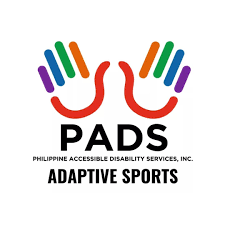 PADS
PHILIPPINE ACCESSIBLE DISABILITY SERVICES, INC.
ADAPTIVE SPORTS